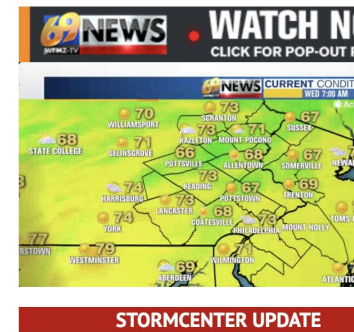 69 NEWS
WFMZ-TV
WATCH
CLICK FOR POP-OUT
69 NEWS CURRENT
WED 7:00 AM
70
WILLIAMSPORT
73
SCRANTON
67
SUSSEX
68
STATE COLLEGE
71
SELINSGROVE
73
HAZLETON
71
MOUNT POCONO
66
POTTSVILLE
68
ALLENTOWN
67
SOMERVILLE
74
HARRISBURG
73
READING
67
POTTSTOWN
69
TRENTON
73
LANCASTER
68
COATESVILLE
73
PHILADELPHIA
MOUNT HOLLY
74
YORK
77
79
WESTMINSTER
71
WILMINGTON
69
ABERDEEN
STORMCENTER UPDATE